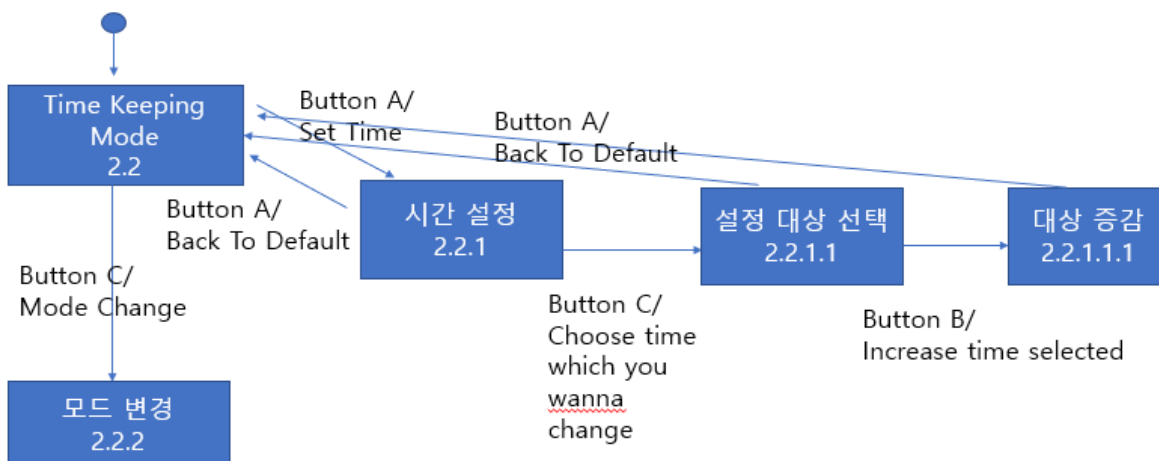 Time Keeping
Mode
2.2
Button A/
Set Time
Button A/
Back To Default
Button A/
Back To Default
시간 설정
2.2.1
설정 대상 선택
2.2.1.1
대상 증감
2.2.1.1.1
Button C/
Mode Change
Button C/
Choose time
which you
wanna
change
Button B/
Increase time selected
모드 변경
2.2.2